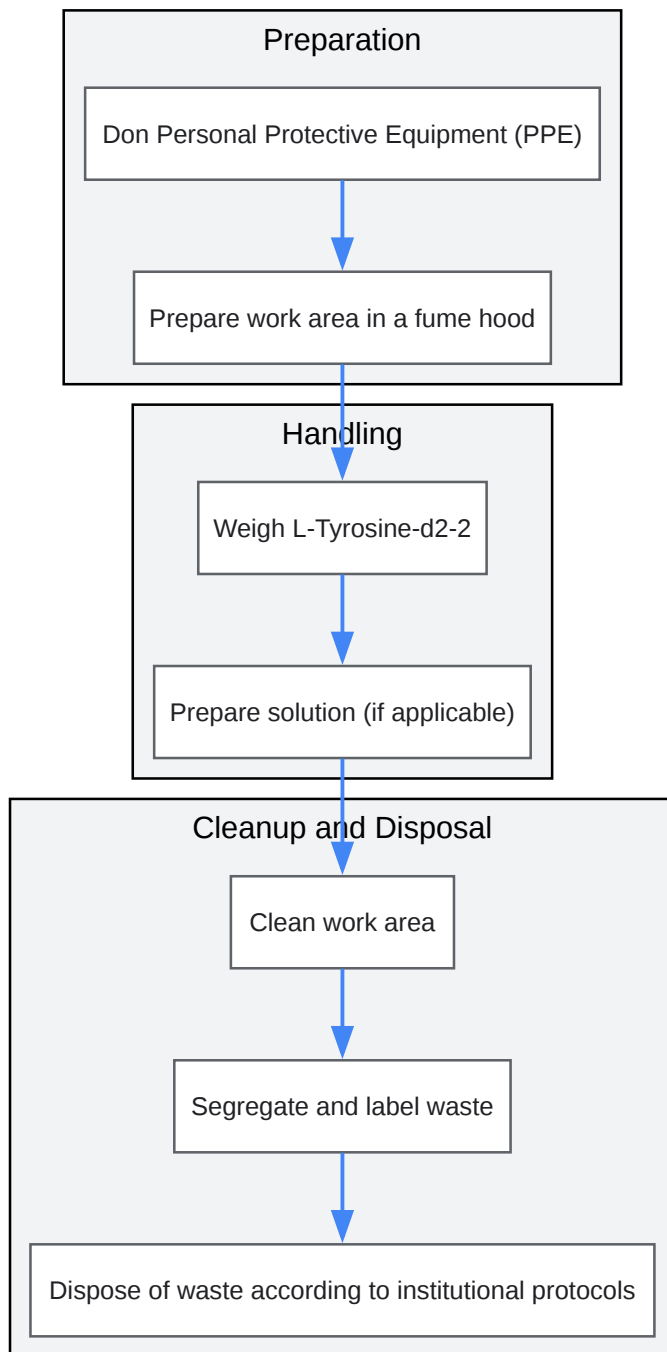 Preparation
Don Personal Protective Equipment (PPE)
Prepare work area in a fume hood
Handling
Weigh L-Tyrosine-d2-2
Prepare solution (if applicable)
Cleanup and Disposal
Clean work area
Segregate and label waste
Dispose of waste according to institutional protocols